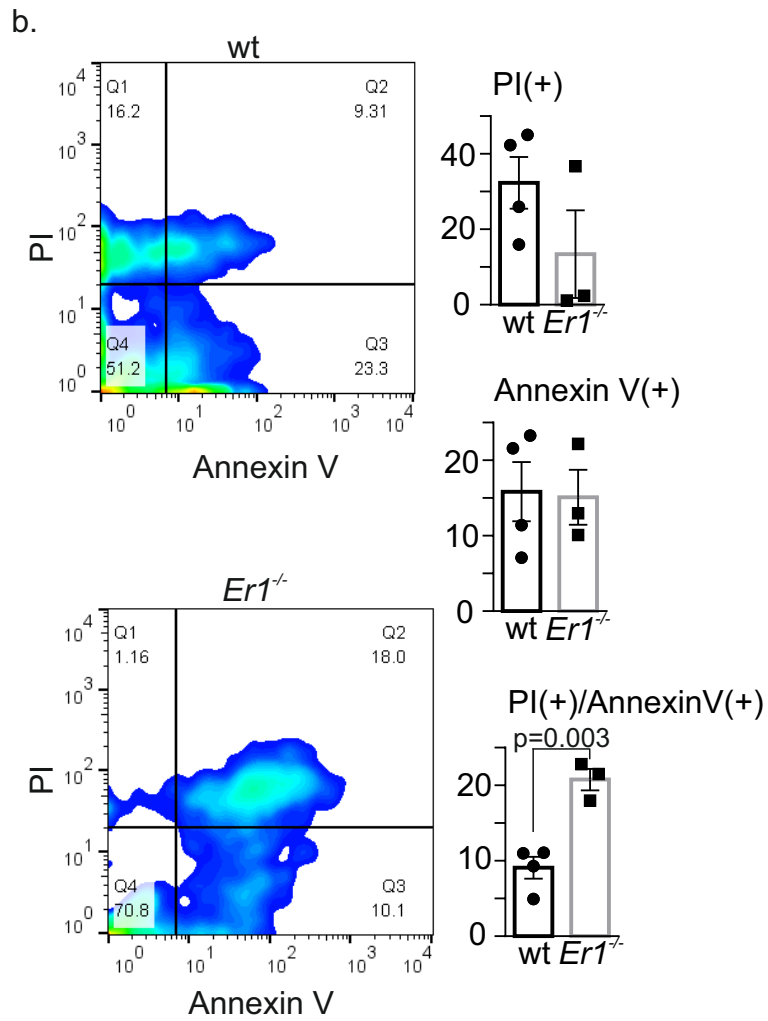 b.
wt
10^4
10^3
10^2
10^1
10^0
PI
Q1
16.2
Q2
9.31
Q4
51.2
Q3
23.3
10^0 10^1 10^2 10^3 10^4
Annexin V
PI(+)
40
20
0
wt Er1^-/-
Annexin V(+)
20
10
0
wt Er1^-/-
Er1^-/-
10^4
10^3
10^2
10^1
10^0
PI
Q1
1.16
Q2
18.0
Q4
70.8
Q3
10.1
10^0 10^1 10^2 10^3 10^4
Annexin V
PI(+)/AnnexinV(+)
p=0.003
20
10
0
wt Er1^-/-